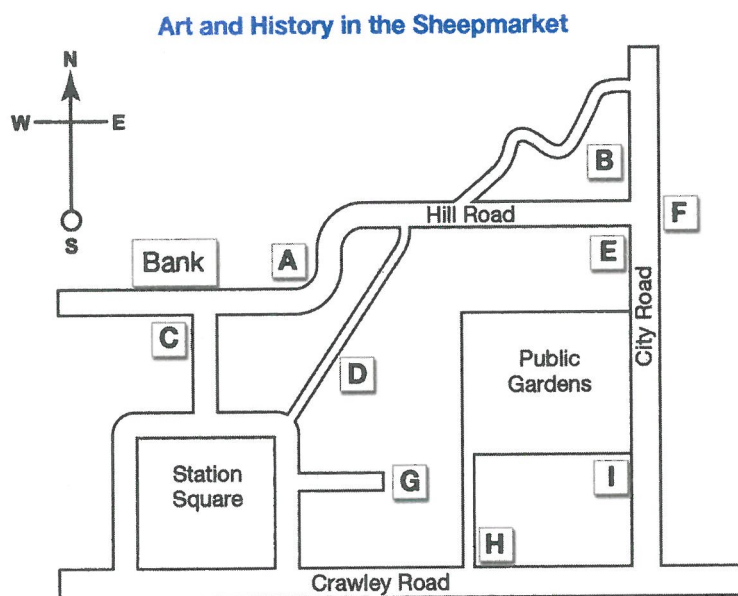 Art and History in the Sheepmarket
N
W E
S
B
Hill Road
F
A
E
Bank
C
City Road
D
Public
Gardens
Station
Square
G
I
H
Crawley Road